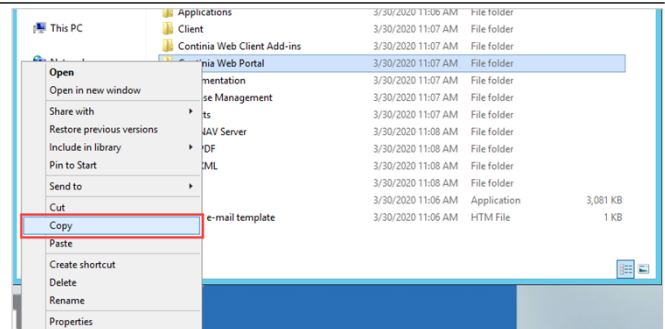 Applications 3/30/2020 11:06 AM File folder
This PC
Client 3/30/2020 11:07 AM File folder
Continia Web Client Add-ins 3/30/2020 11:07 AM File folder
Web Portal 3/30/2020 11:07 AM File folder
Open
mentation 3/30/2020 11:07 AM File folder
Open in new window
se Management 3/30/2020 11:07 AM File folder
Share with
ts 3/30/2020 11:07 AM File folder
Restore previous versions
NAV Server 3/30/2020 11:08 AM File folder
Include in library
PDF 3/30/2020 11:08 AM File folder
Pin to Start
XML 3/30/2020 11:08 AM File folder
Send to
3/30/2020 11:08 AM File folder
3/30/2020 11:06 AM Application 3,081 KB
Cut
Copy
e-mail template 3/30/2020 11:06 AM HTM File 1 KB
Paste
Create shortcut
Delete
Rename
Properties